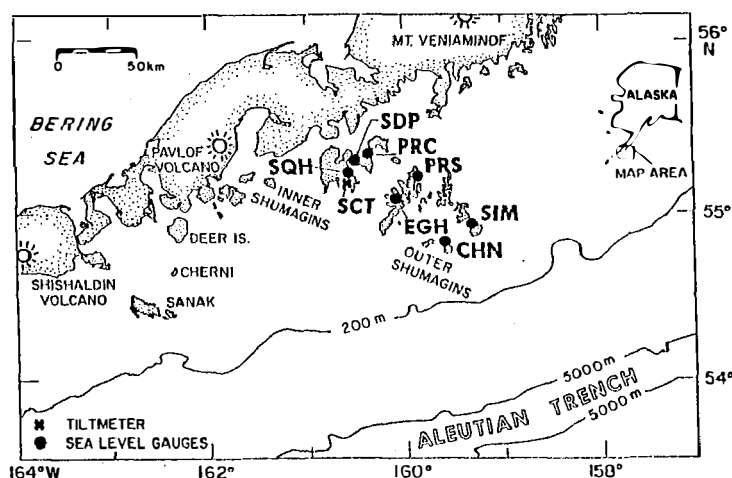 56°
N
MT. VENIAMINOF
0 50km
ALASKA
BERING
SEA
SDP
PAVLOF
VOLCANO
PRC
SQH
PRS
MAP AREA
INNER
SHUMAGINS
SCT
SIM
55°
EGH
DEER IS.
CHN
CHERNI
OUTER
SHUMAGINS
SHISHALDIN
VOLCANO
SANAK
200 m
54°
5000 m
ALEUTIAN TRENCH
5000 m
TILTMETER
SEA LEVEL GAUGES
164°W 162° 160° 158°